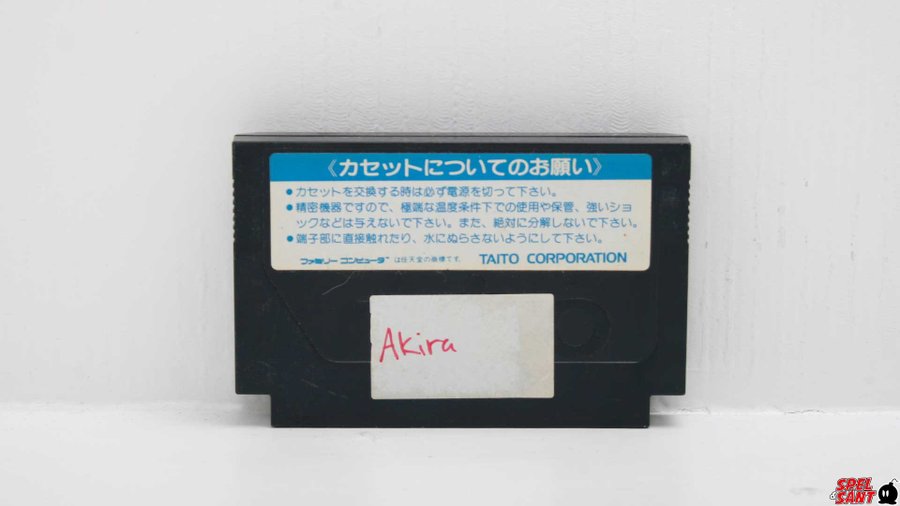 《カセットについてのお願い》
●カセットを交換する時は必ず電源を切って下さい。
●精密機器ですので、極端な温度条件下での使用や保管、強いショ
ックなどは与えないで下さい。また、絶対に分解しないで下さい。
●端子部に直接触れたり、水にぬらさないようにして下さい。
ファミリーコンピュータ™ は任天堂の商標です。 TAITO CORPORATION
Akira
SPEL
SANT